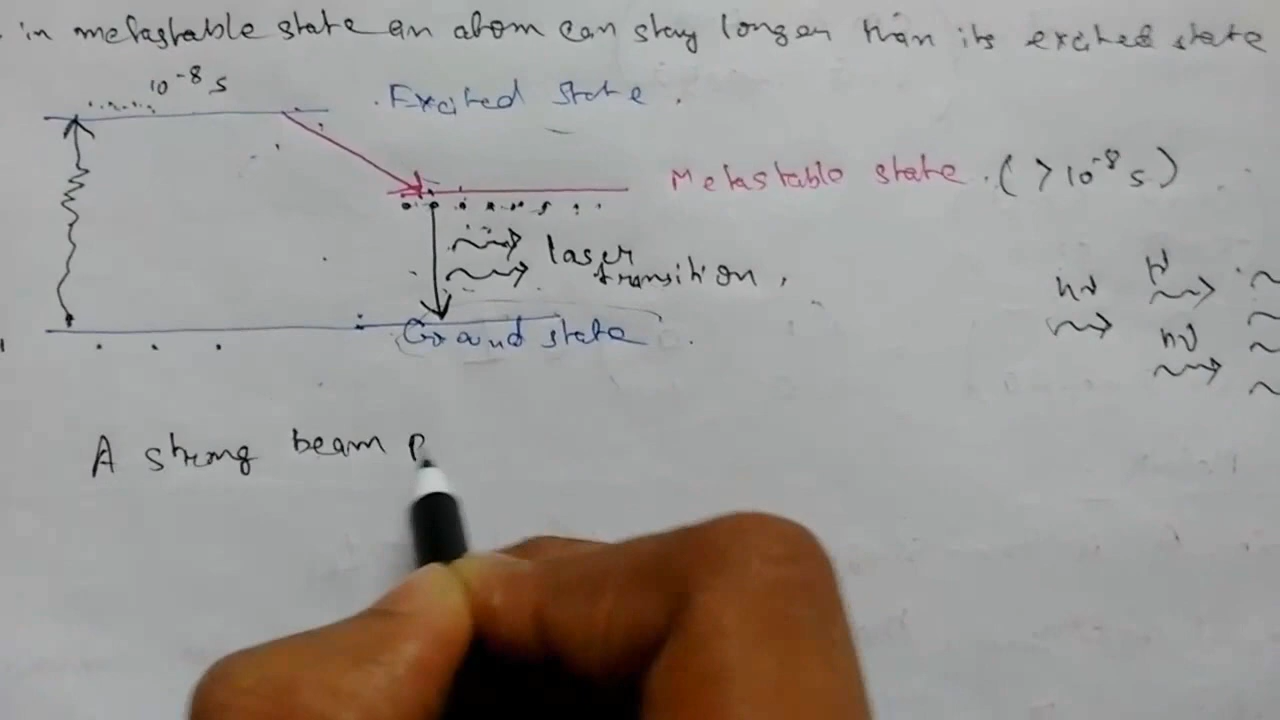 in metastable state an atom can stay longer than its excited state
10⁻⁸ s
Excited state.
Metastable state. (>10⁻⁸ s)
laser transition.
hν
hν
Ground state.
A strong beam